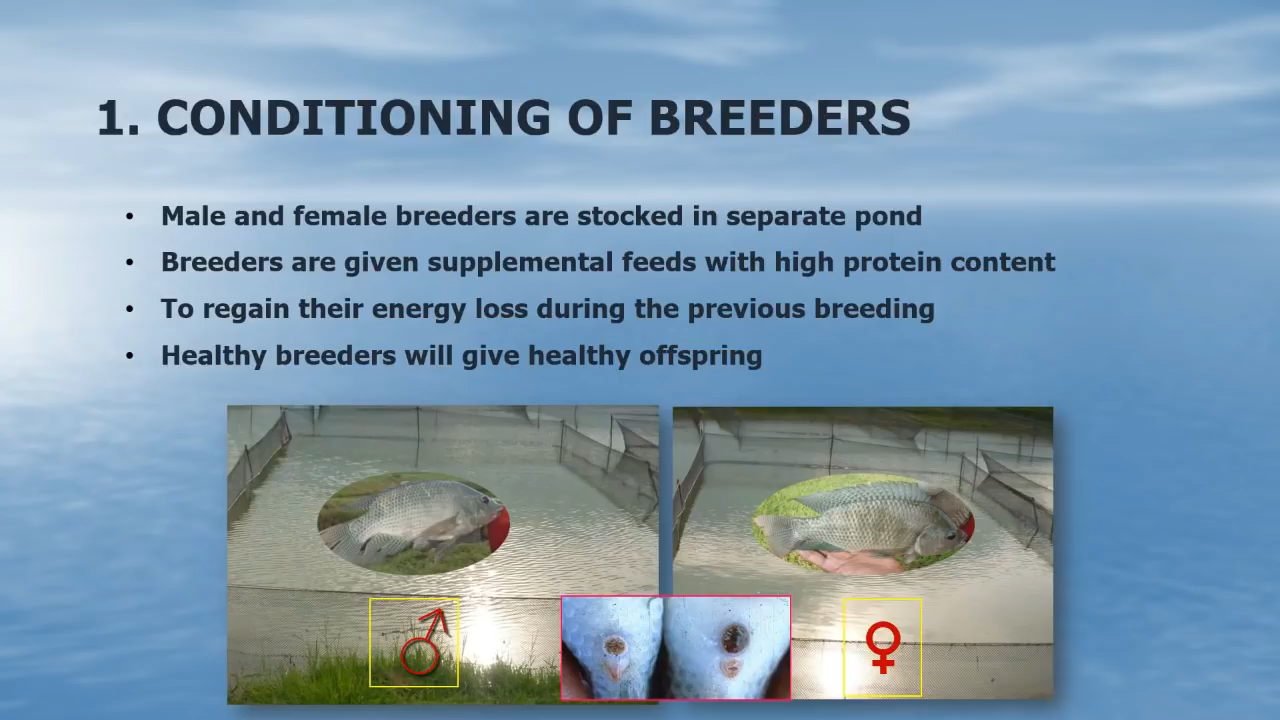 1. CONDITIONING OF BREEDERS
• Male and female breeders are stocked in separate pond
• Breeders are given supplemental feeds with high protein content
• To regain their energy loss during the previous breeding
• Healthy breeders will give healthy offspring
♂
♀